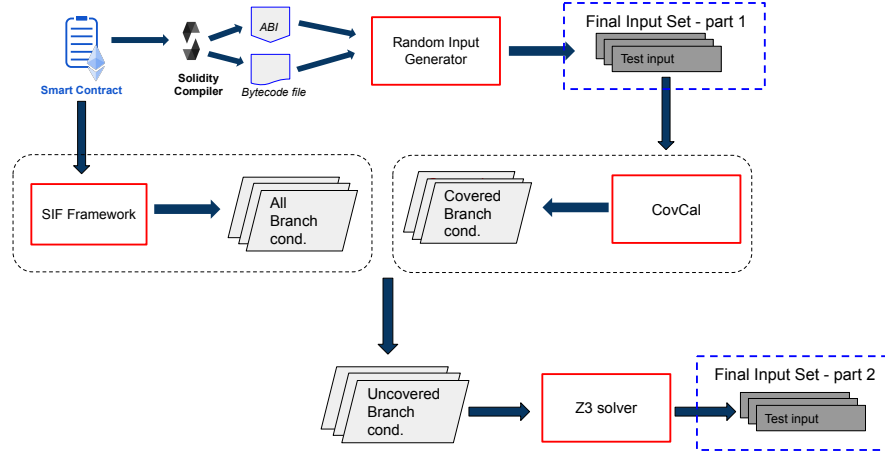 Smart Contract
Solidity
Compiler
ABI
Bytecode file
Random Input
Generator
Final Input Set - part 1
Test input
SIF Framework
All
Branch
cond.
Covered
Branch
cond.
CovCal
Uncovered
Branch
cond.
Z3 solver
Final Input Set - part 2
Test input